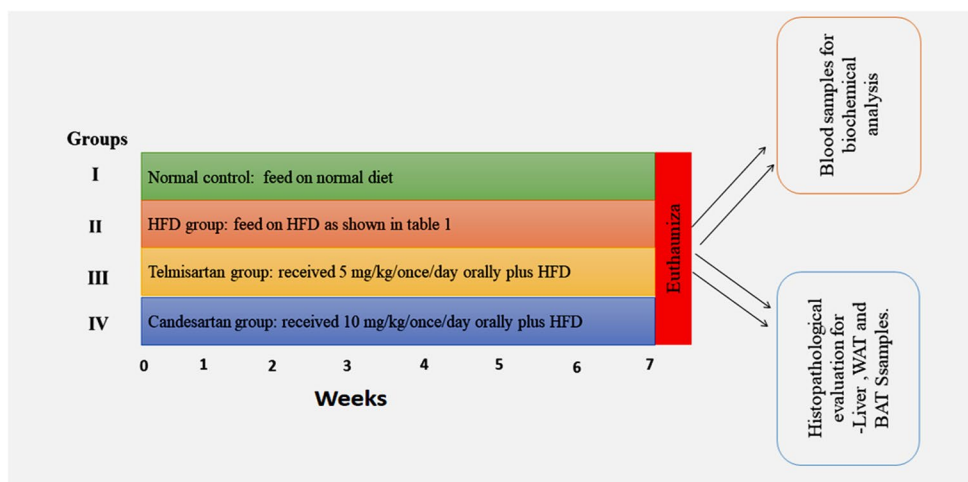 Groups
I
Normal control: feed on normal diet
II
HFD group: feed on HFD as shown in table 1
III
Telmisartan group: received 5 mg/kg/once/day orally plus HFD
IV
Candesartan group: received 10 mg/kg/once/day orally plus HFD
0 1 2 3 4 5 6 7
Weeks
Euthauniza
Blood samples for
biochemical
analysis
Histopathological
evaluation for
-Liver ,WAT and
BAT Ssamples.